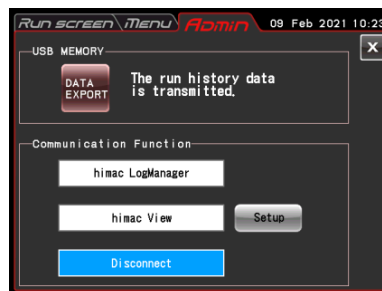 Run screen Menu Admin 09 Feb 2021 10:23
USB MEMORY
X
DATA
EXPORT
The run history data
is transmitted.
Communication Function
himac LogManager
himac View
Setup
Disconnect